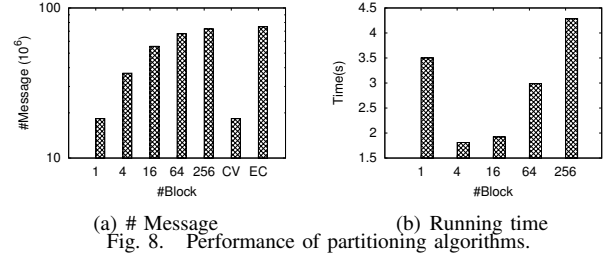 100
10
#Message (10^6)
1 4 16 64 256 CV EC
#Block
(a) # Message
4.5
4
3.5
3
2.5
2
1.5
Time(s)
1 4 16 64 256
#Block
(b) Running time
Fig. 8. Performance of partitioning algorithms.